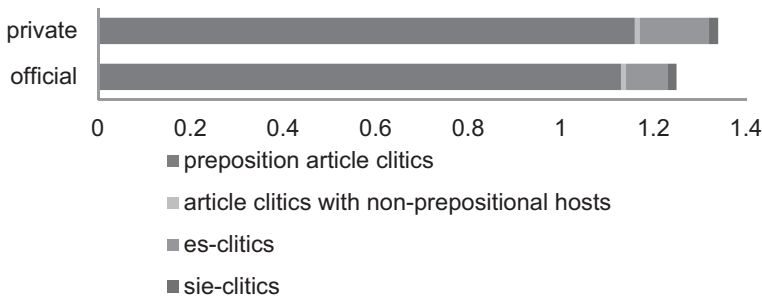 private
official
0 0.2 0.4 0.6 0.8 1 1.2 1.4
preposition article clitics
article clitics with non-prepositional hosts
es-clitics
sie-clitics